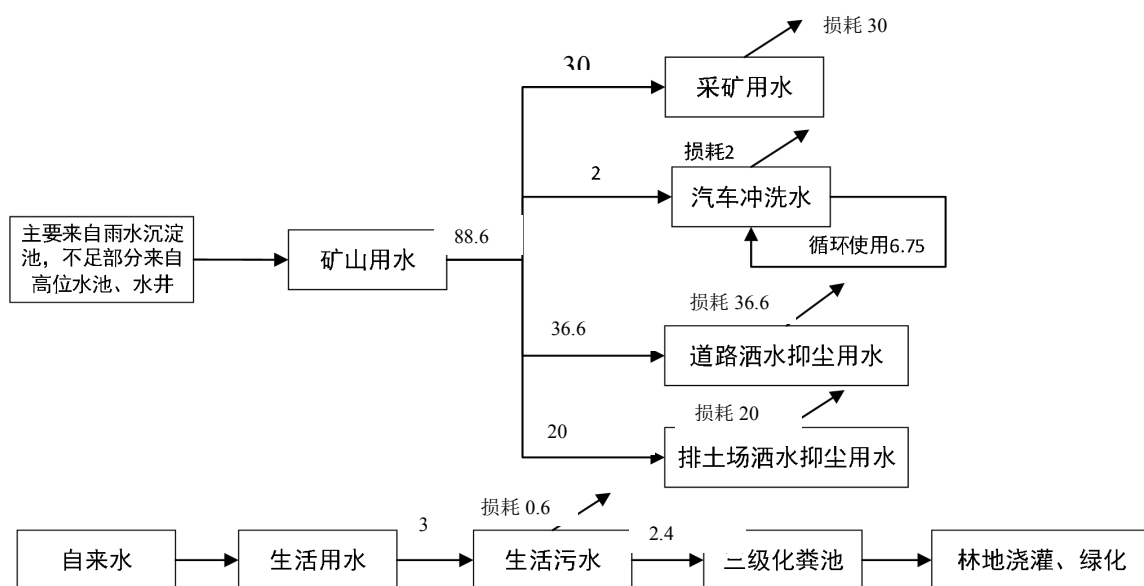 损耗 30
30
采矿用水
损耗2
2
汽车冲洗水
主要来自雨水沉淀
池，不足部分来自
高位水池、水井
矿山用水
88.6
循环使用6.75
损耗 36.6
36.6
道路洒水抑尘用水
损耗 20
20
排土场洒水抑尘用水
损耗 0.6
自来水
生活用水
3
生活污水
2.4
三级化粪池
林地浇灌、绿化